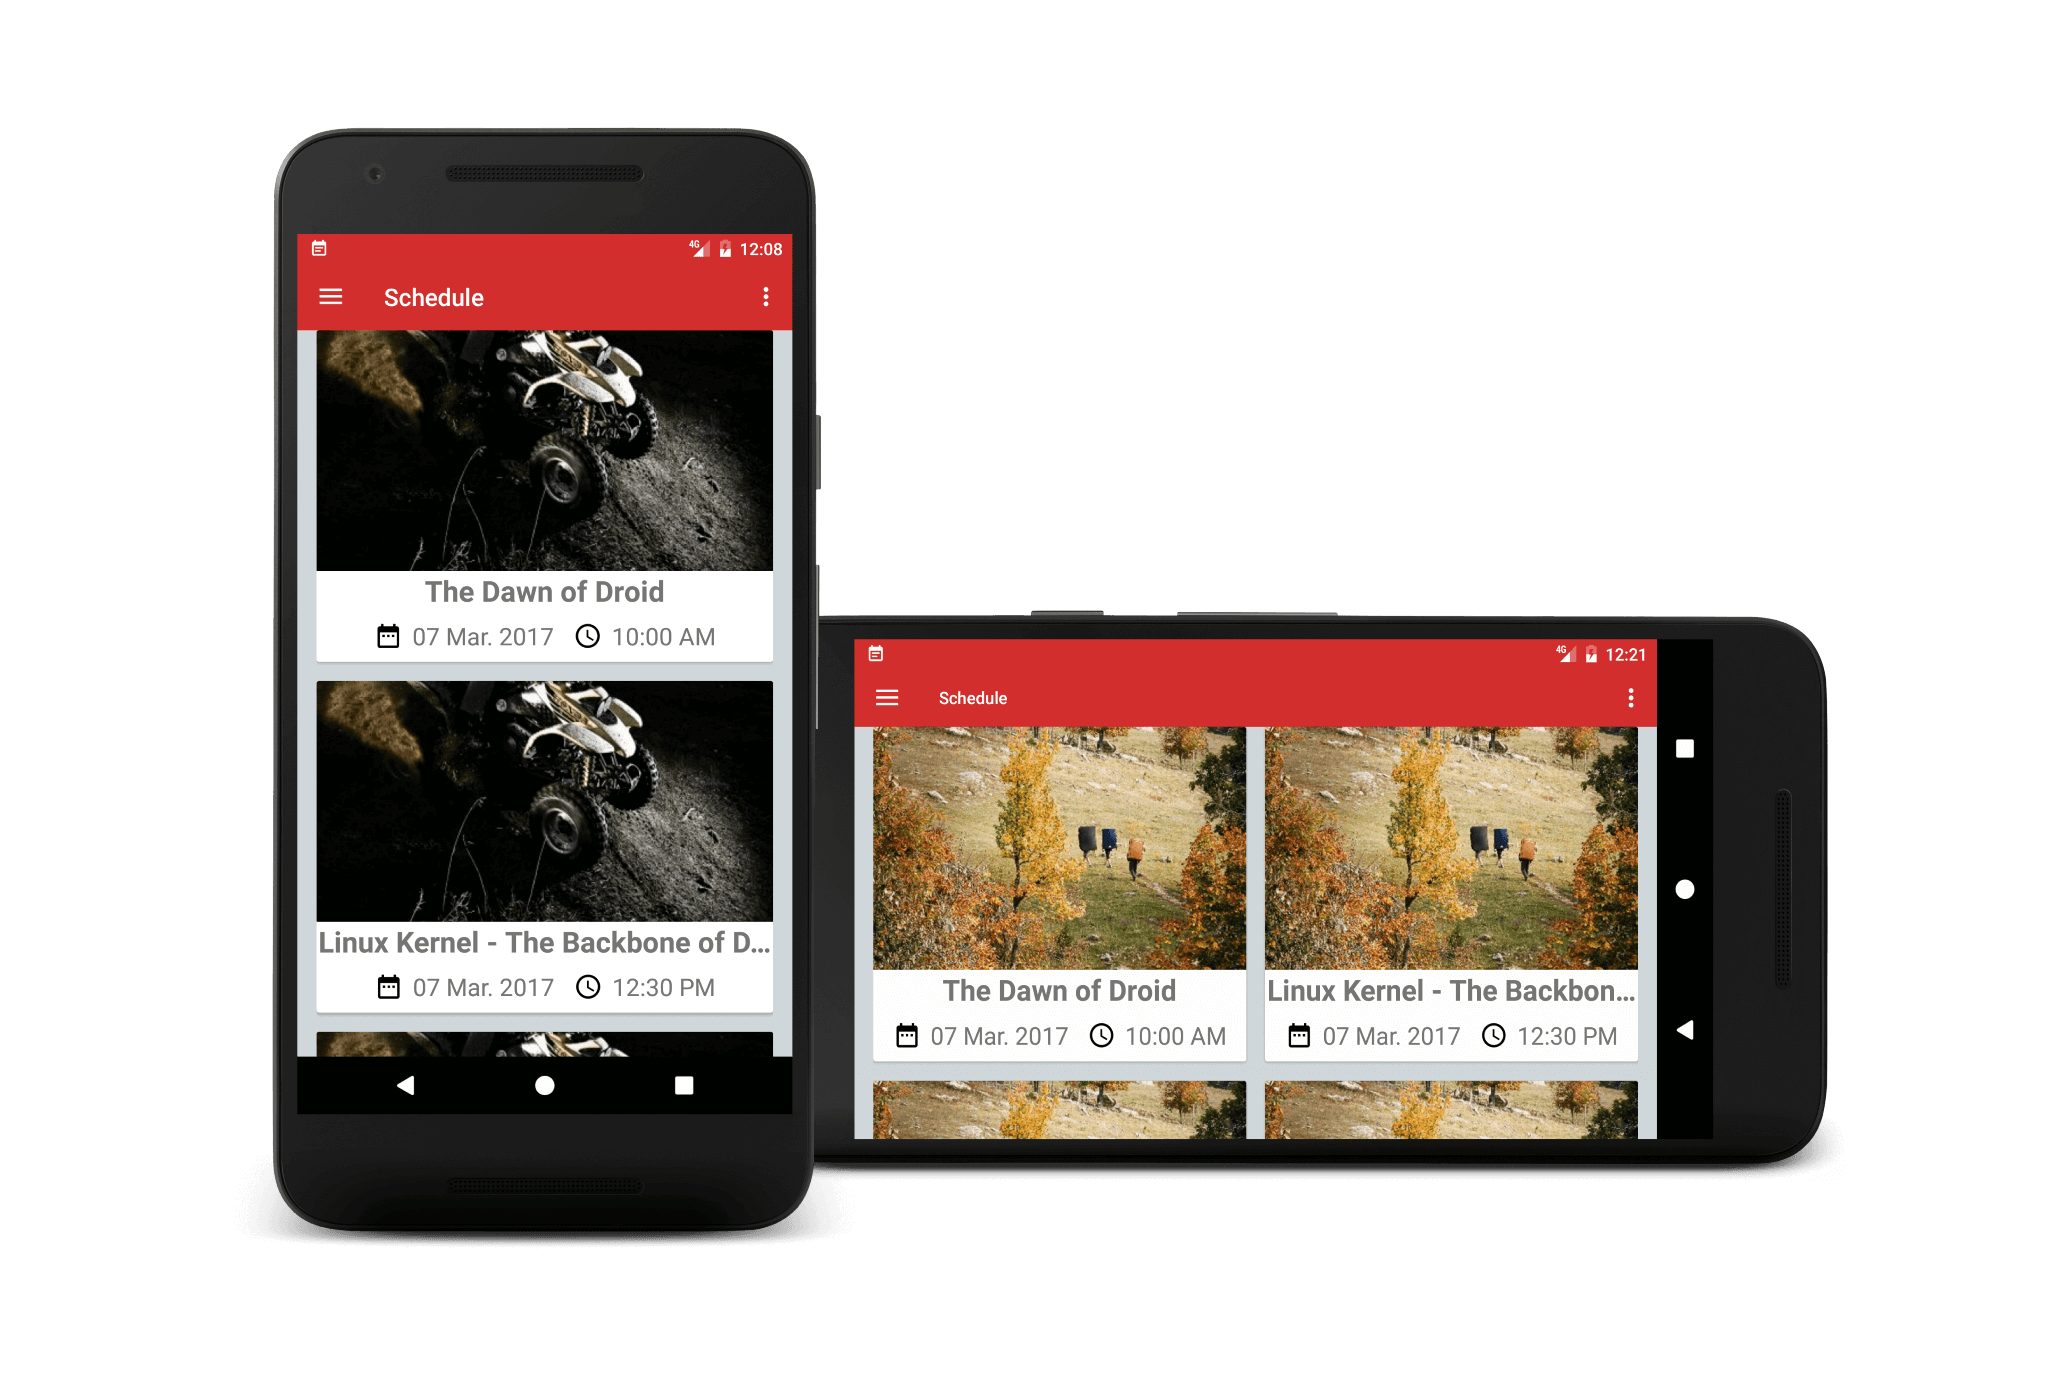 4G 12:08
Schedule
The Dawn of Droid
07 Mar. 2017 10:00 AM
Linux Kernel - The Backbone of D...
07 Mar. 2017 12:30 PM
4G 12:21
Schedule
The Dawn of Droid
07 Mar. 2017 10:00 AM
Linux Kernel - The Backbon...
07 Mar. 2017 12:30 PM